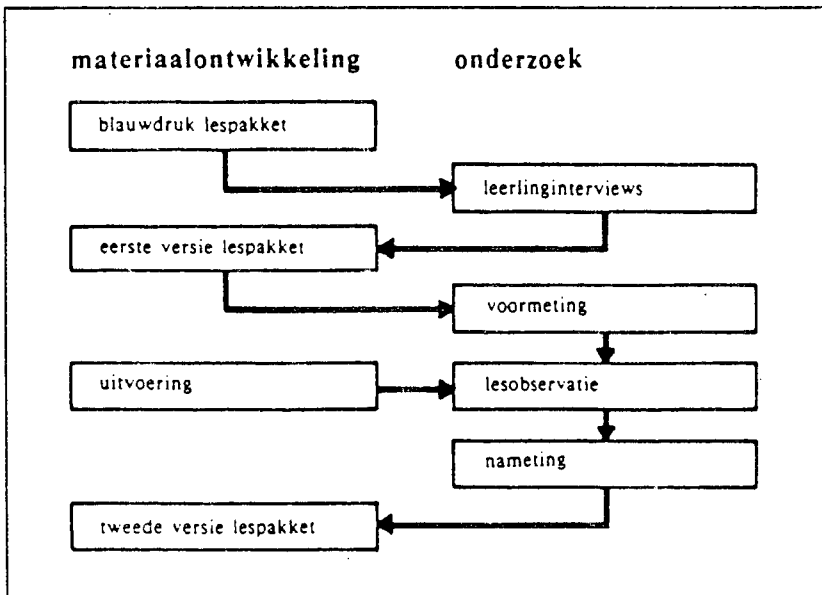 materiaalontwikkeling onderzoek
blauwdruk lespakket
leerlinginterviews
eerste versie lespakket
voormeting
uitvoering lesobservatie
nameting
tweede versie lespakket